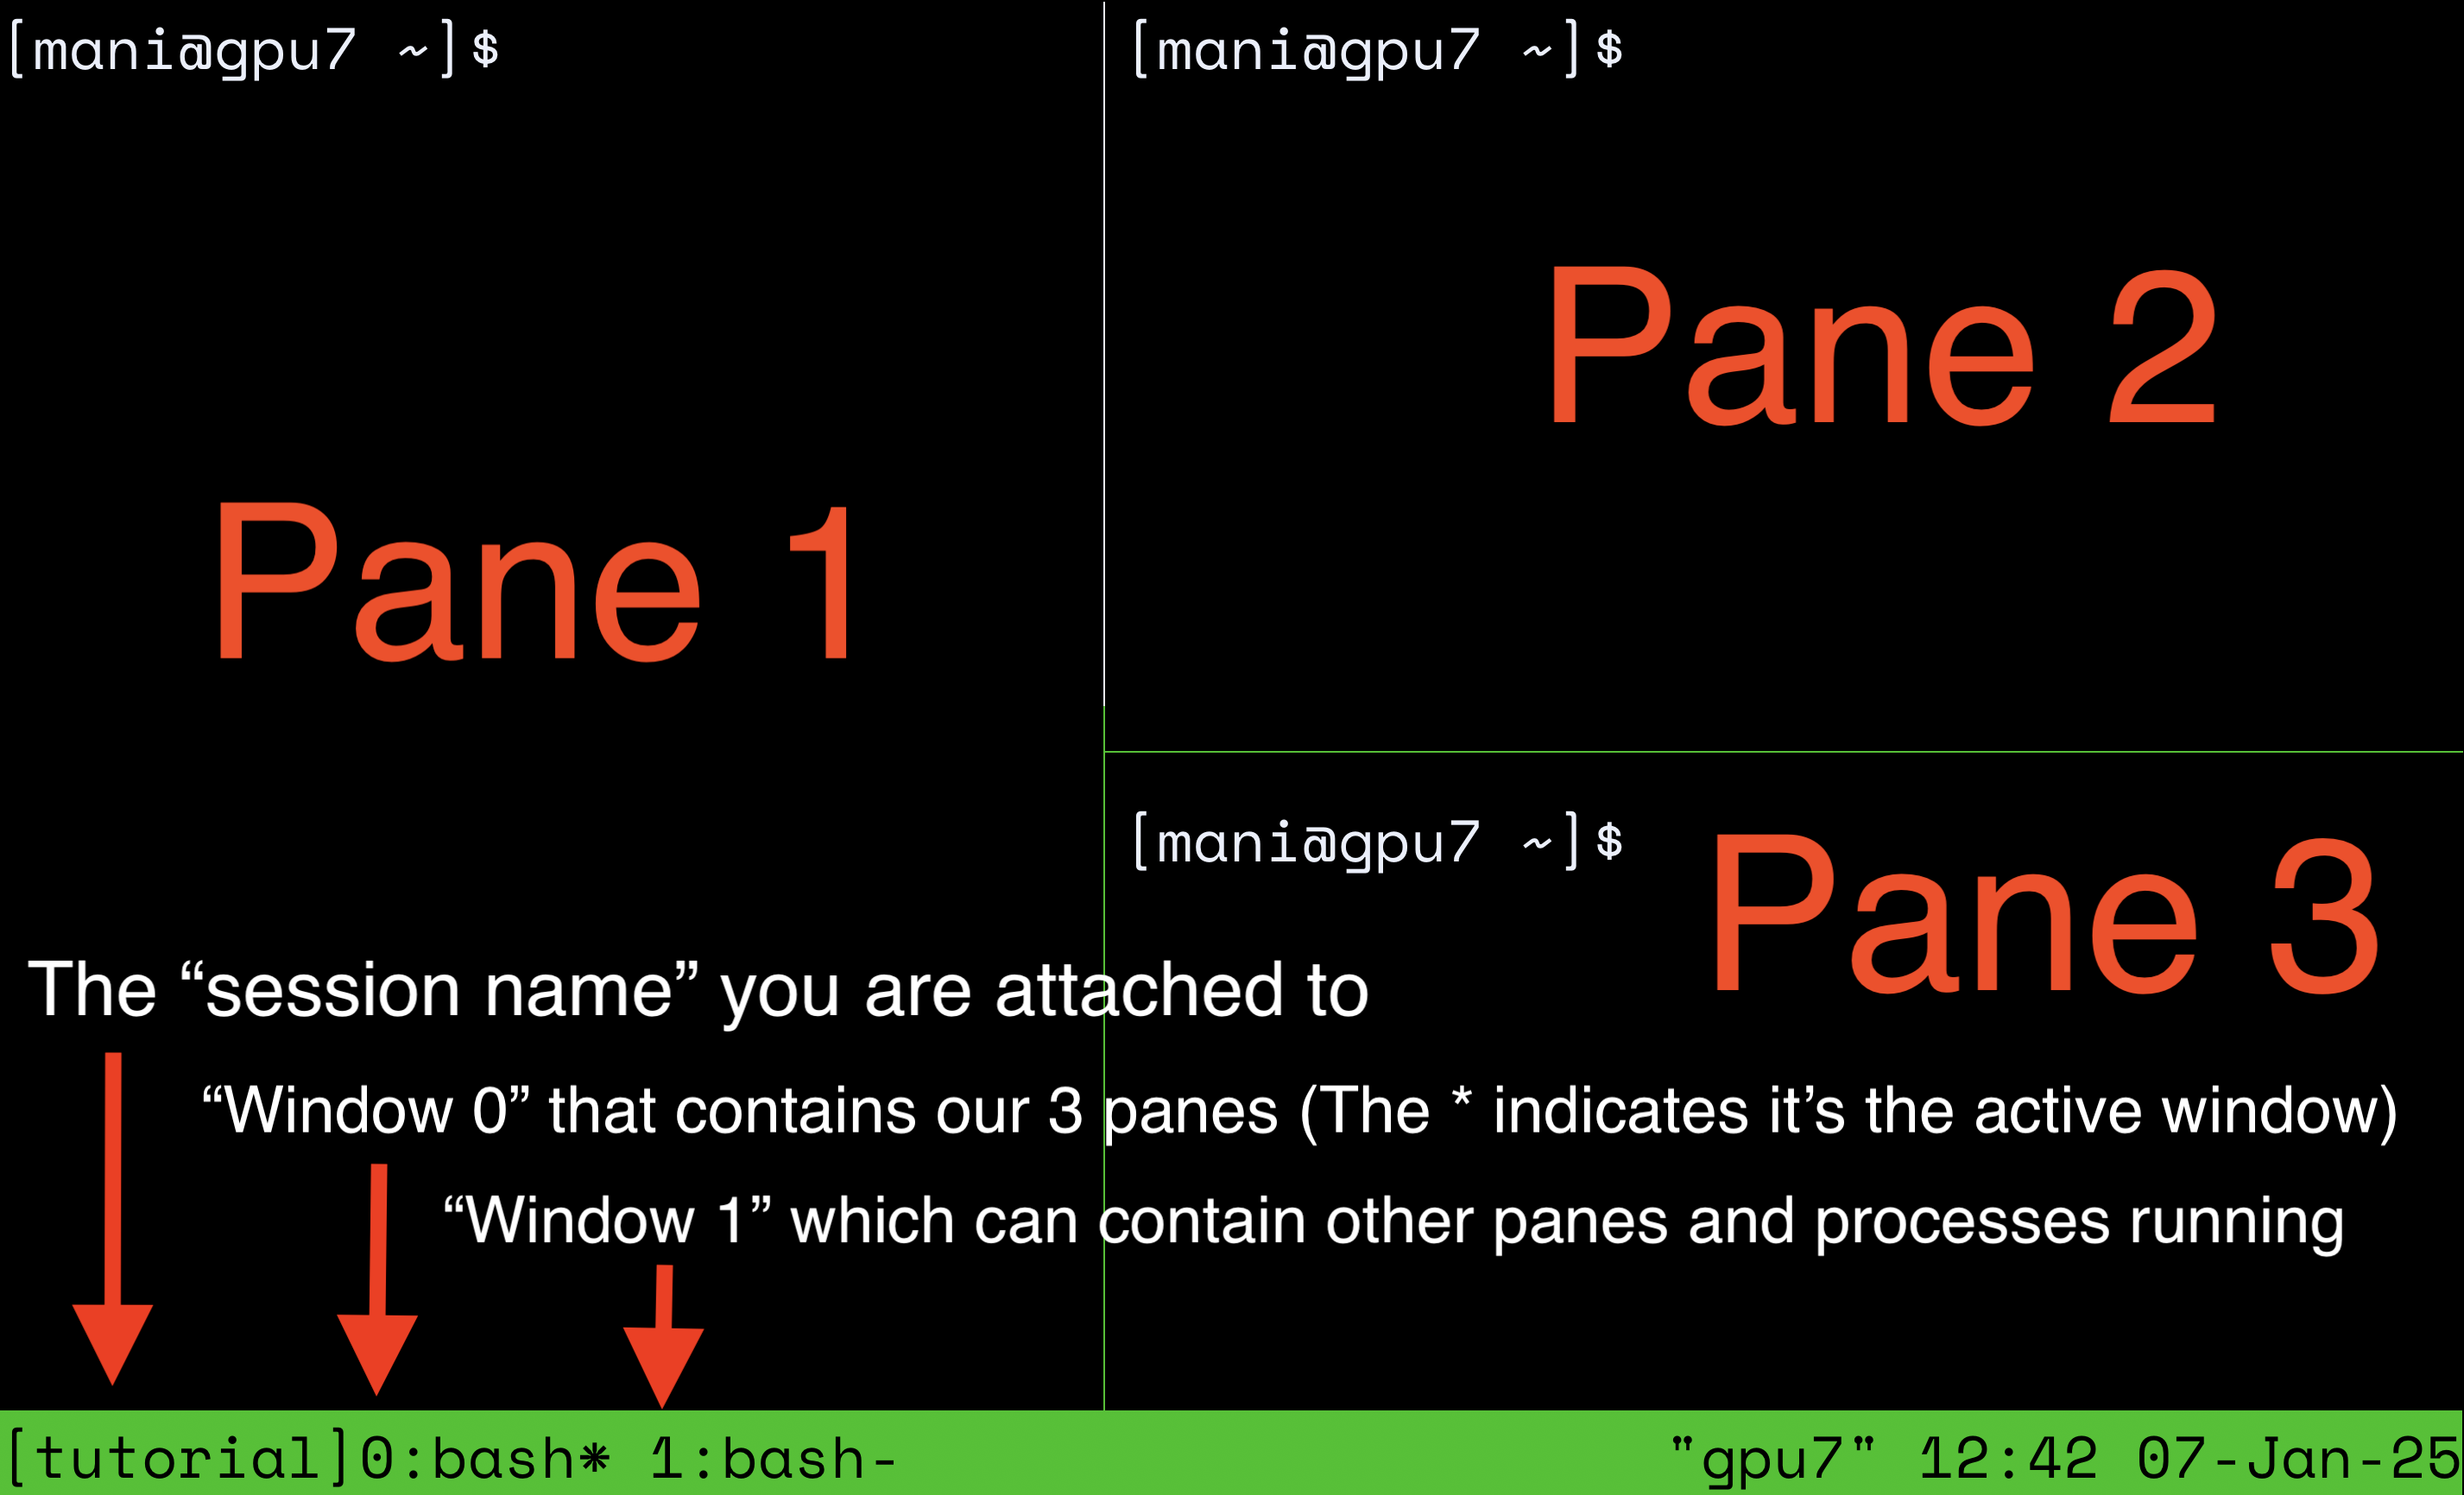 [mani@gpu7 ~]$
[mani@gpu7 ~]$
Pane 2
Pane 1
[mani@gpu7 ~]$
Pane 3
The “session name” you are attached to
“Window 0” that contains our 3 panes (The * indicates it’s the active window)
“Window 1” which can contain other panes and processes running
[tutorial]0:bash* 1:bash- "gpu7" 12:42 07-Jan-25